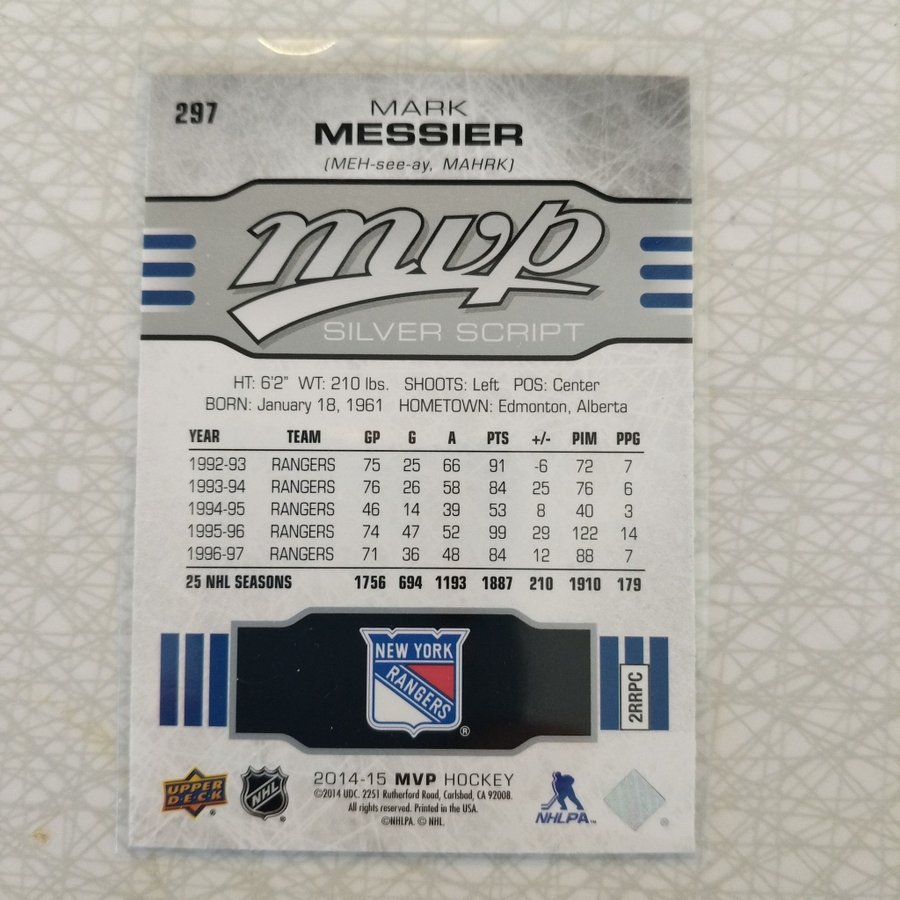 297
MARK
MESSIER
(MEH-see-ay, MAHRK)
mvp
SILVER SCRIPT
HT: 6'2" WT: 210 lbs. SHOOTS: Left POS: Center
BORN: January 18, 1961 HOMETOWN: Edmonton, Alberta
YEAR TEAM GP G A PTS +/- PIM PPG
1992-93 RANGERS 75 25 66 91 -6 72 7
1993-94 RANGERS 76 26 58 84 25 76 6
1994-95 RANGERS 46 14 39 53 8 40 3
1995-96 RANGERS 74 47 52 99 29 122 14
1996-97 RANGERS 71 36 48 84 12 88 7
25 NHL SEASONS 1756 694 1193 1887 210 1910 179
NEW YORK
RANGERS
®
2RRPC
UPPER
DECK
NHL
2014-15 MVP HOCKEY
©2014 UDC. 2251 Rutherford Road, Carlsbad, CA 92008.
All rights reserved. Printed in the USA.
©NHLPA. © NHL.
NHLPA™
®